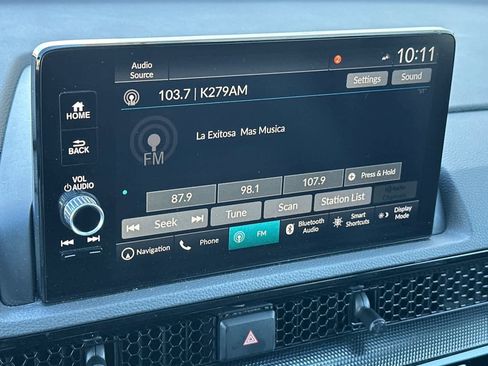 Audio
Source
2
10:11
103.7 | K279AM
Settings
Sound
HOME
BACK
La Exitosa Mas Musica
FM
VOL
AUDIO
87.9
98.1
107.9
Press & Hold
Seek
Tune
Scan
Station List
Navigation
Phone
FM
Bluetooth
Audio
Smart
Shortcuts
Display
Mode